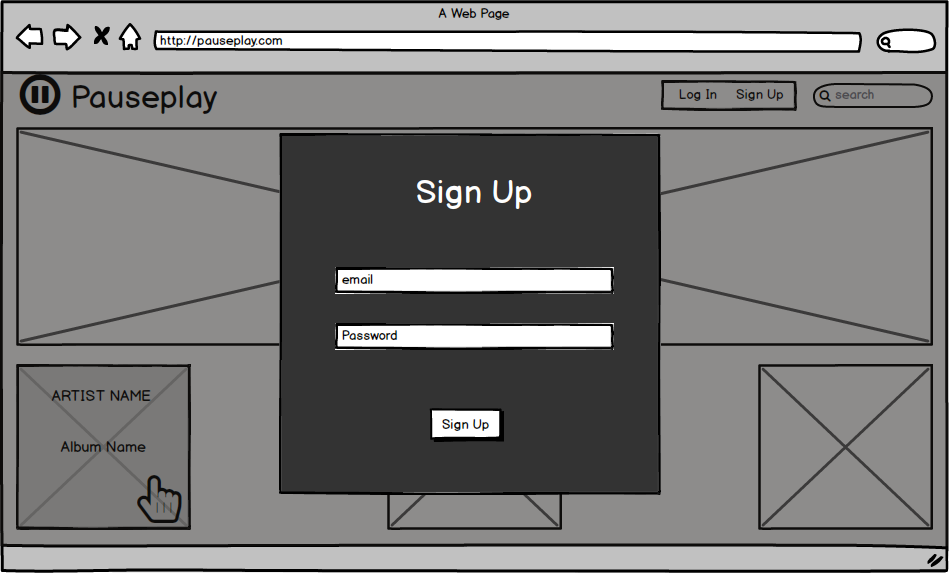 A Web Page
http://pauseplay.com
Pauseplay
Log In Sign Up
search
Sign Up
email
Password
Sign Up
ARTIST NAME
Album Name